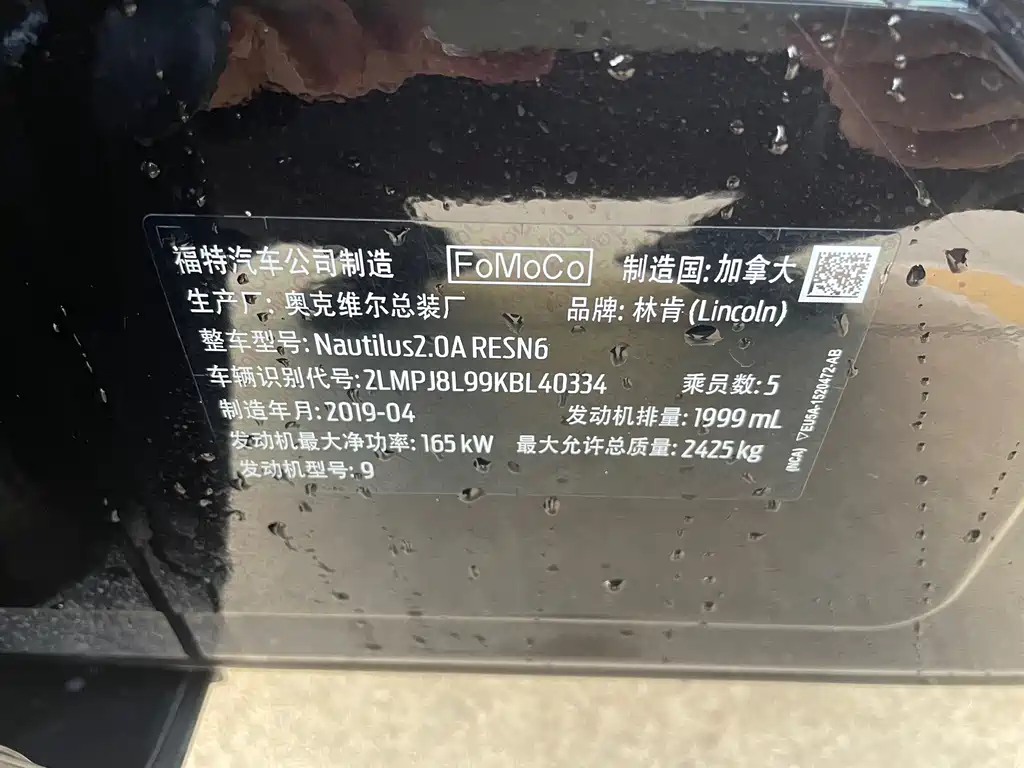 福特汽车公司制造 FoMoCo 制造国:加拿大
生产厂:奥克维尔总装厂 品牌:林肯(Lincoln)
整车型号:Nautilus2.0A RESN6
车辆识别代号:2LMPJ8L99KBL40334 乘员数:5
制造年月:2019-04 发动机排量:1999 mL
发动机最大净功率:165 kW 最大允许总质量:2425 kg
发动机型号:9
(NCA) ▽EU5A-1520472-AB